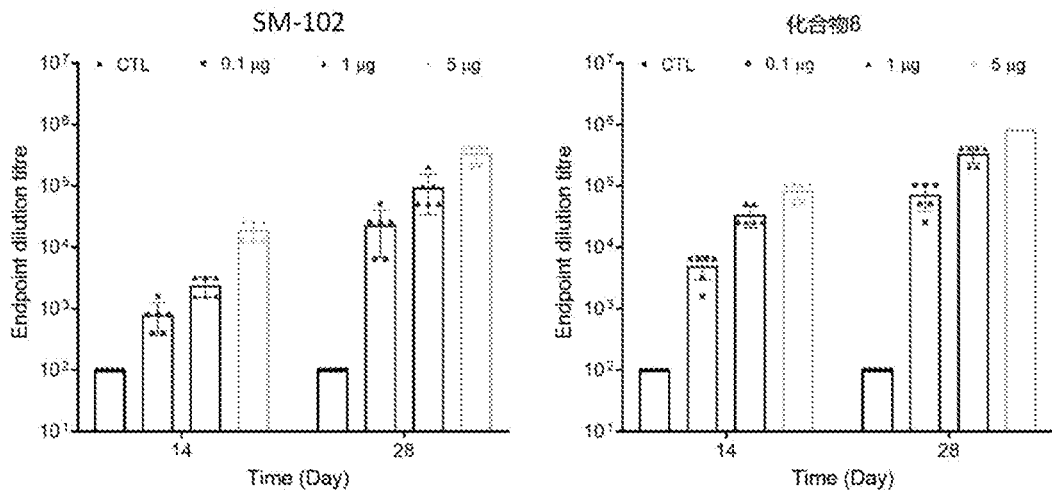 SM-102
CTL 0.1 µg 1 µg 5 µg
10⁷
10⁶
10⁵
10⁴
10³
10²
10¹
Endpoint dilution titre
14 28
Time (Day)
化合物8
CTL 0.1 µg 1 µg 5 µg
10⁷
10⁶
10⁵
10⁴
10³
10²
10¹
Endpoint dilution titre
14 28
Time (Day)